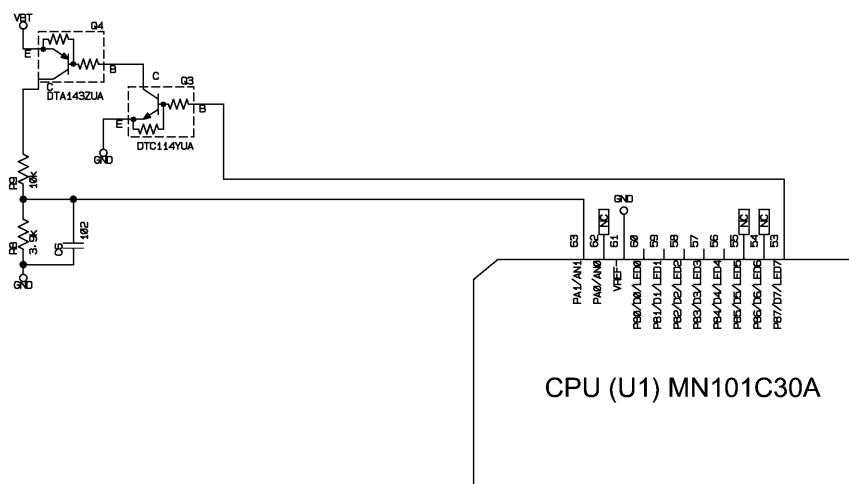 VBT
Q4
E
B
C
DTA143ZUA
C
Q3
E
B
DTC114YUA
GND
R9
10k
R8
3.9K
C6
102
GND
GND
NC
NC
NC
63
62
61
60
59
58
57
56
55
54
53
PA1/AN1
PA0/AN0
VREF-
PB0/D0/LED0
PB1/D1/LED1
PB2/D2/LED2
PB3/D3/LED3
PB4/D4/LED4
PB5/D5/LED5
PB6/D6/LED6
PB7/D7/LED7
CPU (U1) MN101C30A